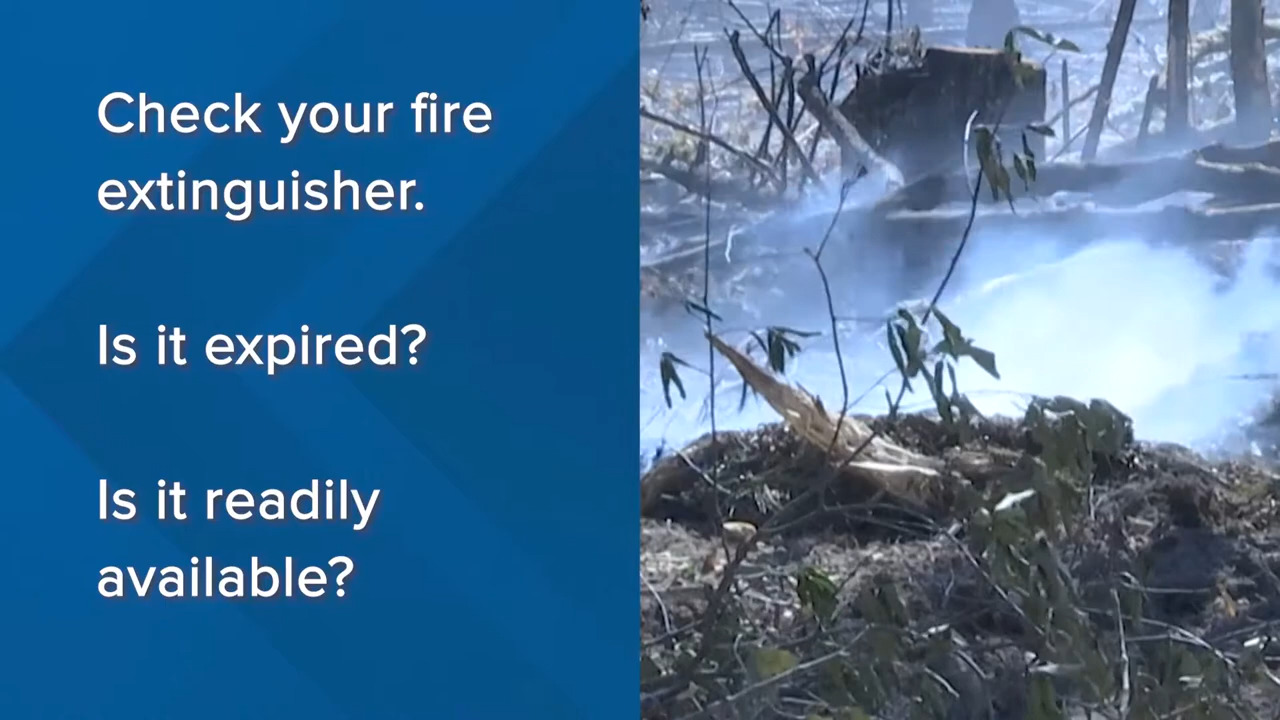 Check your fire
extinguisher.
Is it expired?
Is it readily
available?